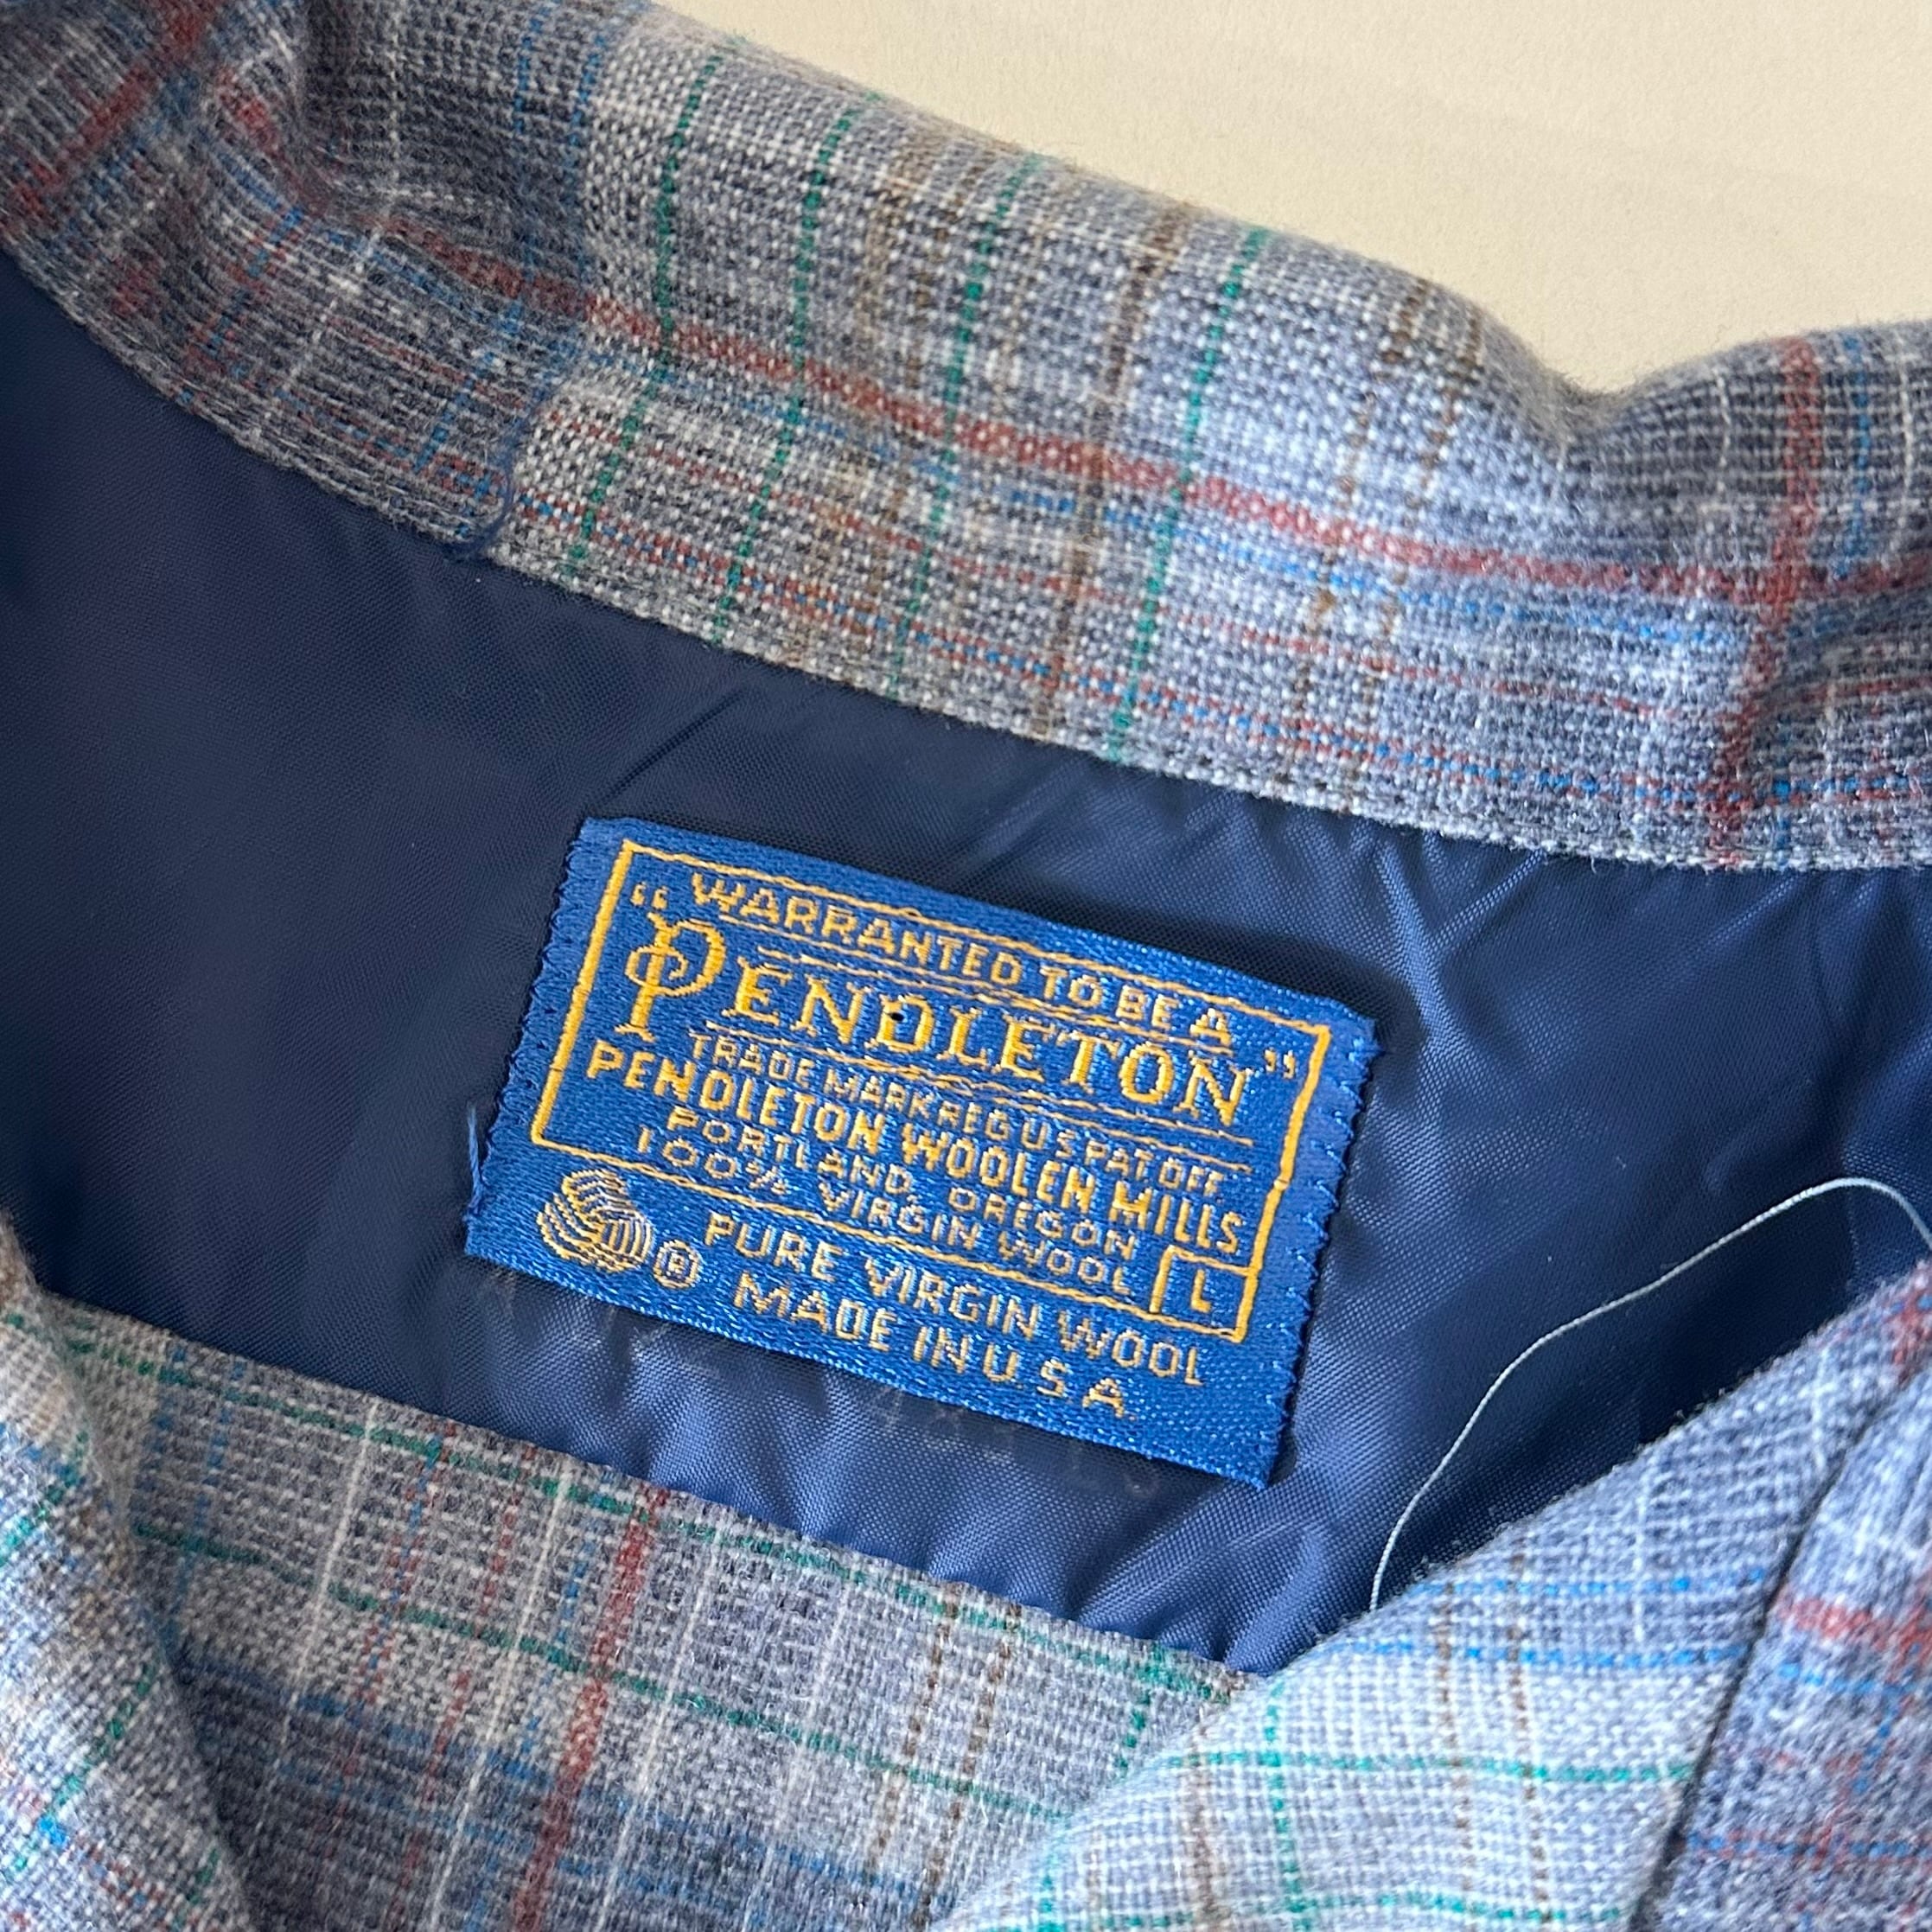 "WARRANTED TO BE A
PENDLETON"
TRADE MARK REG U S PAT OFF.
PENDLETON WOOLEN MILLS
PORTLAND, OREGON
100% VIRGIN WOOL L
® PURE VIRGIN WOOL
MADE IN U.S.A.